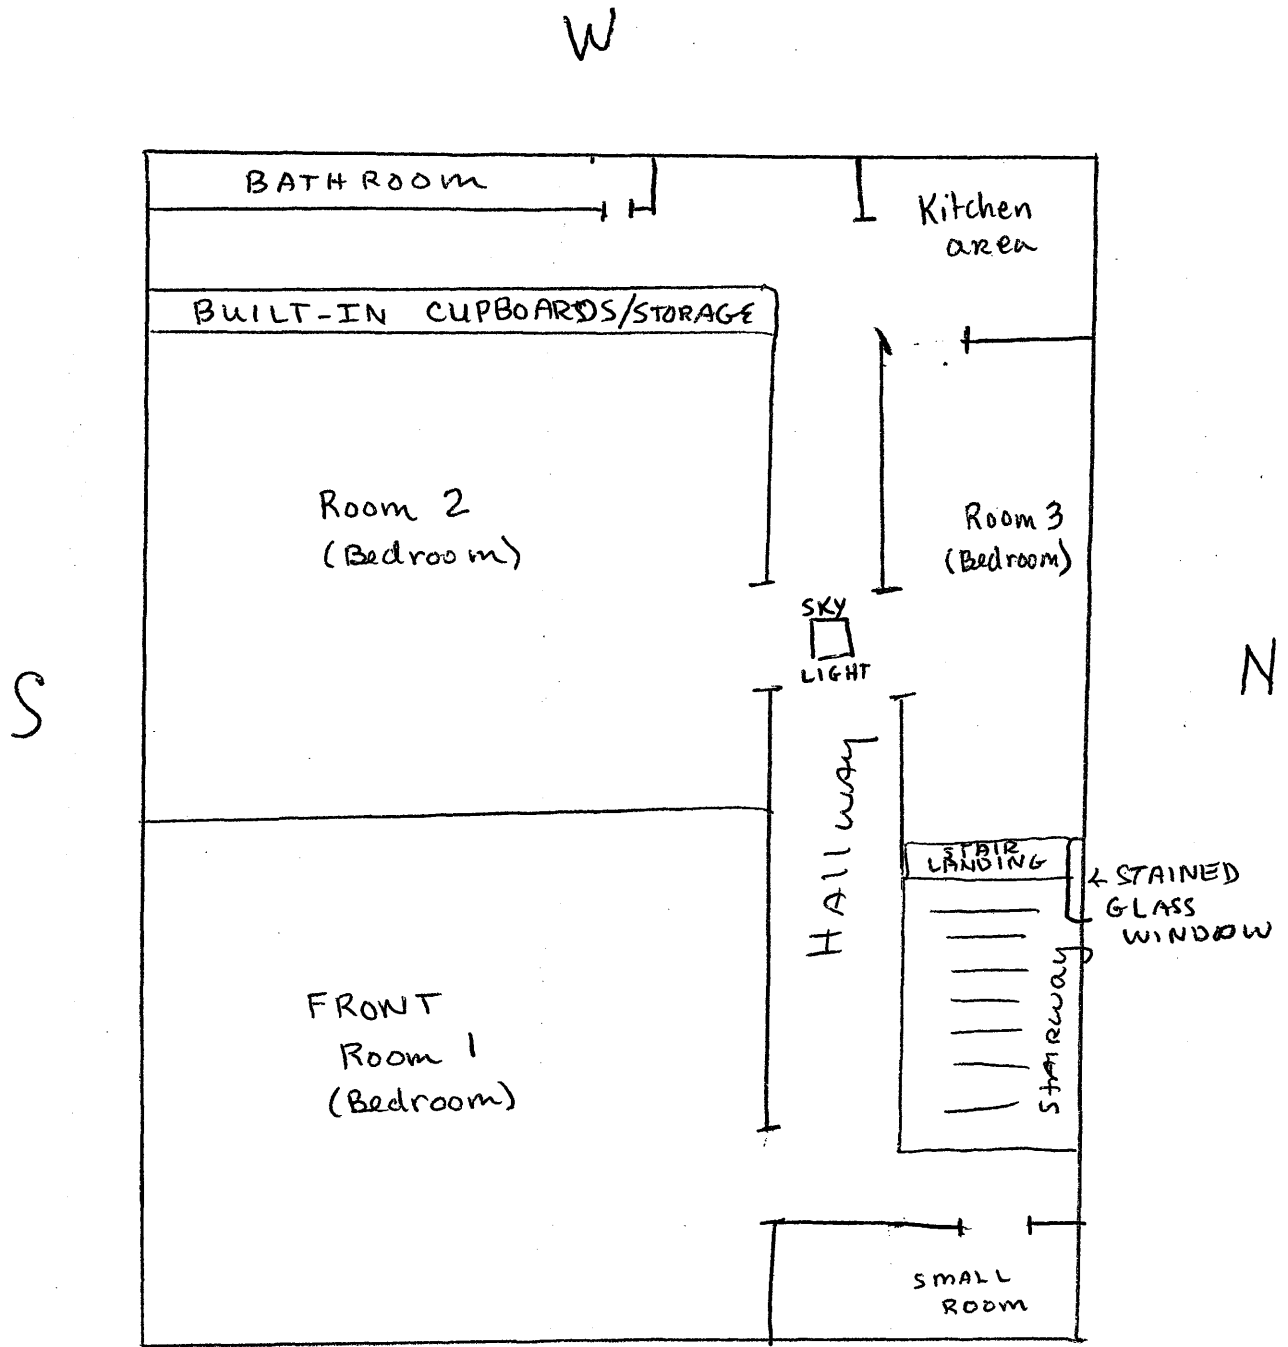 W
BATHROOM
Kitchen
area
BUILT-IN CUPBOARDS/STORAGE
Room 2
(Bedroom)
Room 3
(Bedroom)
SKY
LIGHT
S
N
HAllwAy
STAIR
LANDING
← STAINED
GLASS
WINDOW
STAIRWAy
FRONT
Room 1
(Bedroom)
SMALL
ROOM